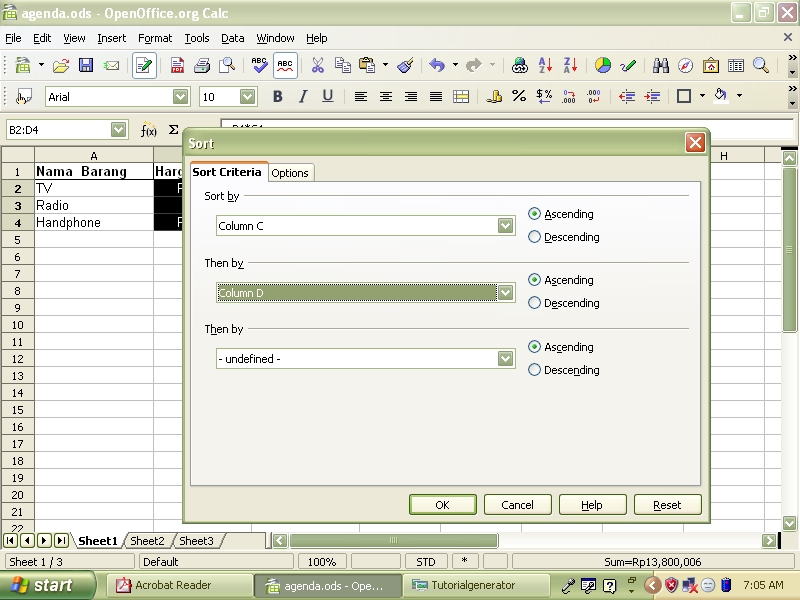 agenda.ods - OpenOffice.org Calc
File Edit View Insert Format Tools Data Window Help
ABC ABC
Arial 10 B I U
B2:D4 f(x) Σ
A H
1 Nama Barang Harg
2 TV
3 Radio
4 Handphone
5
6
7
8
9
10
11
12
13
14
15
16
17
18
19
20
21
22
Sort
Sort Criteria Options
Sort by
Column C
Ascending
Descending
Then by
Column D
Ascending
Descending
Then by
- undefined -
Ascending
Descending
OK Cancel Help Reset
Sheet1 Sheet2 Sheet3
Sheet 1 / 3 Default 100% STD * Sum=Rp13,800,006
start Acrobat Reader agenda.ods - Ope... Tutorialgenerator 7:05 AM